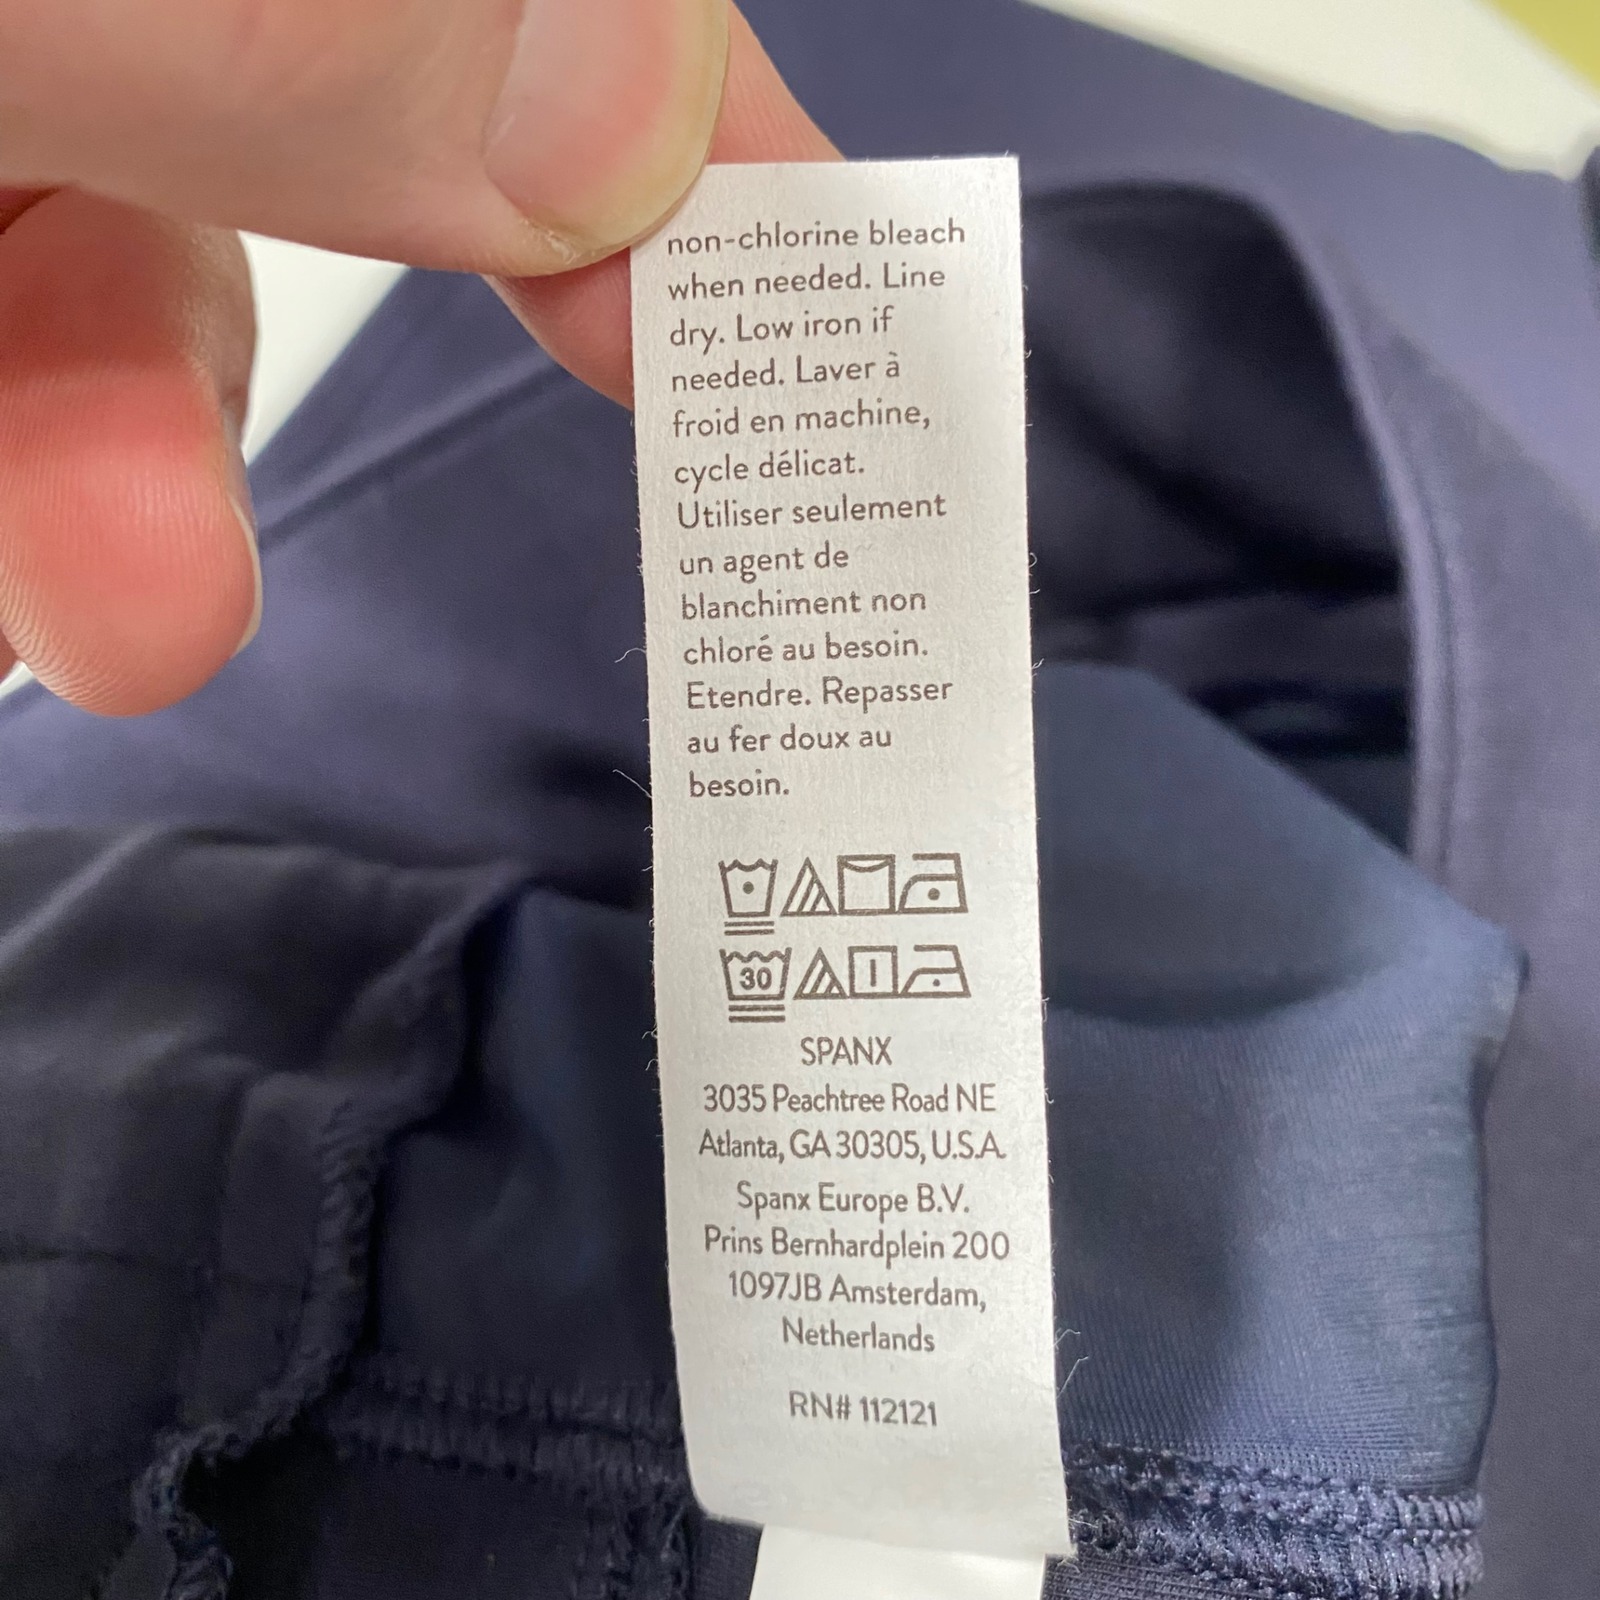 non-chlorine bleach
when needed. Line
dry. Low iron if
needed. Laver à
froid en machine,
cycle délicat.
Utiliser seulement
un agent de
blanchiment non
chloré au besoin.
Etendre. Repasser
au fer doux au
besoin.
30
SPANX
3035 Peachtree Road NE
Atlanta, GA 30305, U.S.A.
Spanx Europe B.V.
Prins Bernhardplein 200
1097JB Amsterdam,
Netherlands
RN# 112121